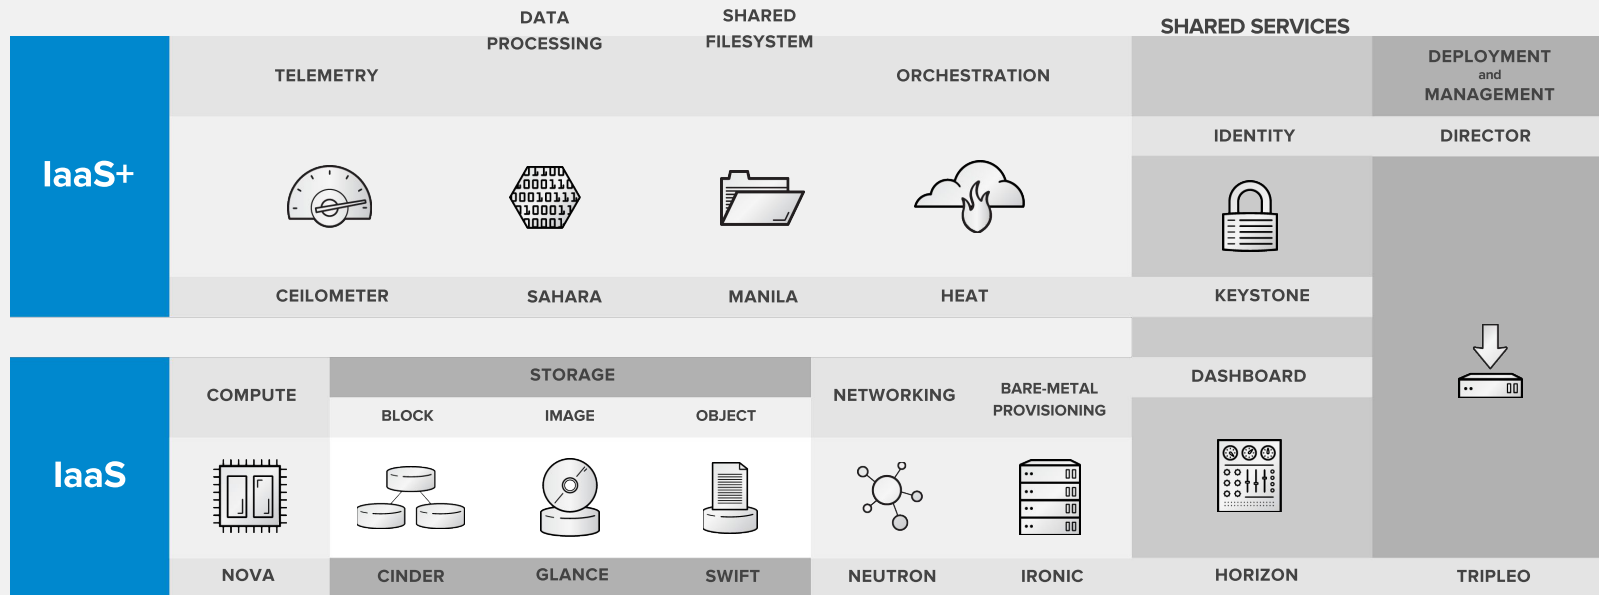 DATA
PROCESSING
SHARED
FILESYSTEM
SHARED SERVICES
TELEMETRY
ORCHESTRATION
DEPLOYMENT
and
MANAGEMENT
IDENTITY
DIRECTOR
IaaS+
CEILOMETER
SAHARA
MANILA
HEAT
KEYSTONE
COMPUTE
STORAGE
BLOCK
IMAGE
OBJECT
NETWORKING
BARE-METAL
PROVISIONING
DASHBOARD
IaaS
NOVA
CINDER
GLANCE
SWIFT
NEUTRON
IRONIC
HORIZON
TRIPLEO